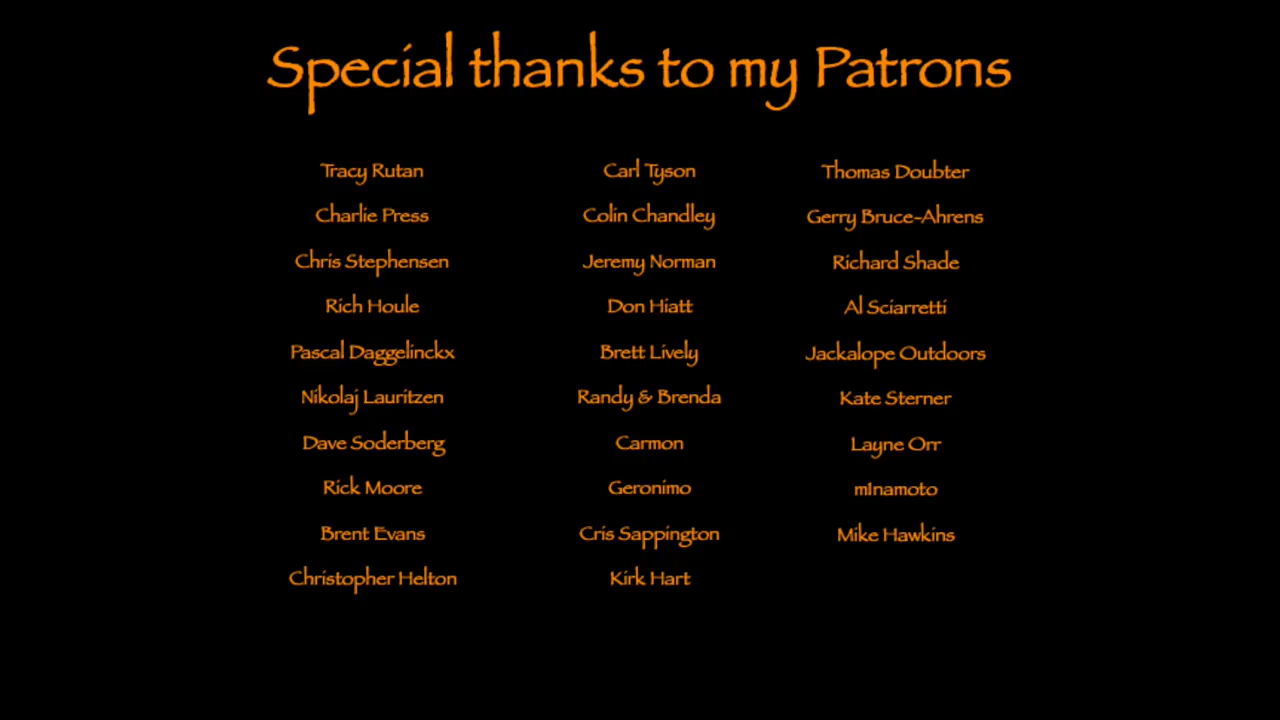 Special thanks to my Patrons
Tracy Rutan
Charlie Press
Chris Stephensen
Rich Houle
Pascal Daggelinckx
Nikolaj Lauritzen
Dave Soderberg
Rick Moore
Brent Evans
Christopher Helton
Carl Tyson
Colin Chandley
Jeremy Norman
Don Hiatt
Brett Lively
Randy & Brenda
Carmon
Geronimo
Cris Sappington
Kirk Hart
Thomas Doubter
Gerry Bruce-Ahrens
Richard Shade
Al Sciarretti
Jackalope Outdoors
Kate Sterner
Layne Orr
m1namoto
Mike Hawkins